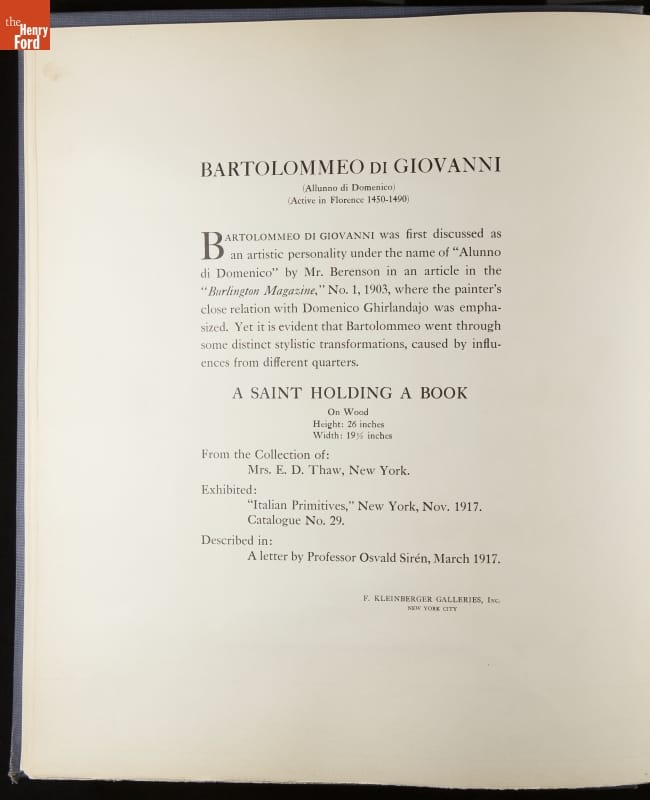 the
Henry
Ford
BARTOLOMMEO DI GIOVANNI
(Allunno di Domenico)
(Active in Florence 1450-1490)
BARTOLOMMEO DI GIOVANNI was first discussed as
an artistic personality under the name of “Alunno
di Domenico” by Mr. Berenson in an article in the
“Burlington Magazine,” No. 1, 1903, where the painter's
close relation with Domenico Ghirlandajo was empha-
sized. Yet it is evident that Bartolommeo went through
some distinct stylistic transformations, caused by influ-
ences from different quarters.
A SAINT HOLDING A BOOK
On Wood
Height: 26 inches
Width: 19½ inches
From the Collection of:
Mrs. E. D. Thaw, New York.
Exhibited:
“Italian Primitives,” New York, Nov. 1917.
Catalogue No. 29.
Described in:
A letter by Professor Osvald Sirén, March 1917.
F. KLEINBERGER GALLERIES, Inc.
NEW YORK CITY